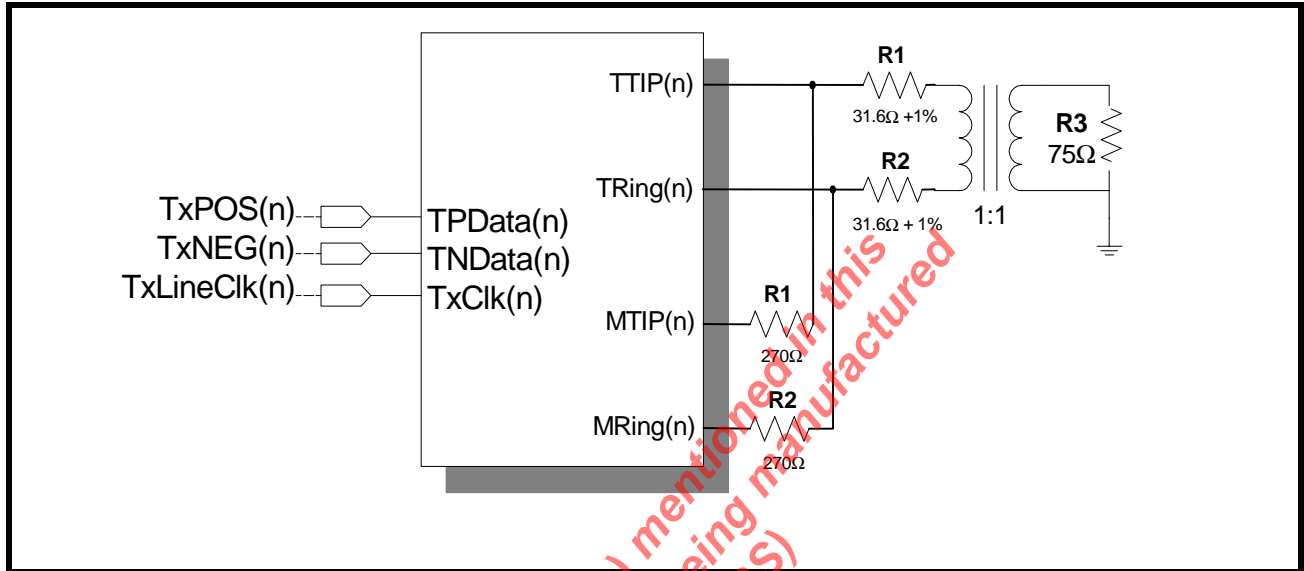 TTIP(n)
R1
31.6Ω +1%
R3
75Ω
R2
TRing(n)
31.6Ω + 1%
1:1
TxPOS(n)
TPData(n)
TxNEG(n)
TNData(n)
TxLineClk(n)
TxClk(n)
R1
MTIP(n)
270Ω
R2
MRing(n)
270Ω
) mentioned in this
eing manufactured
S)